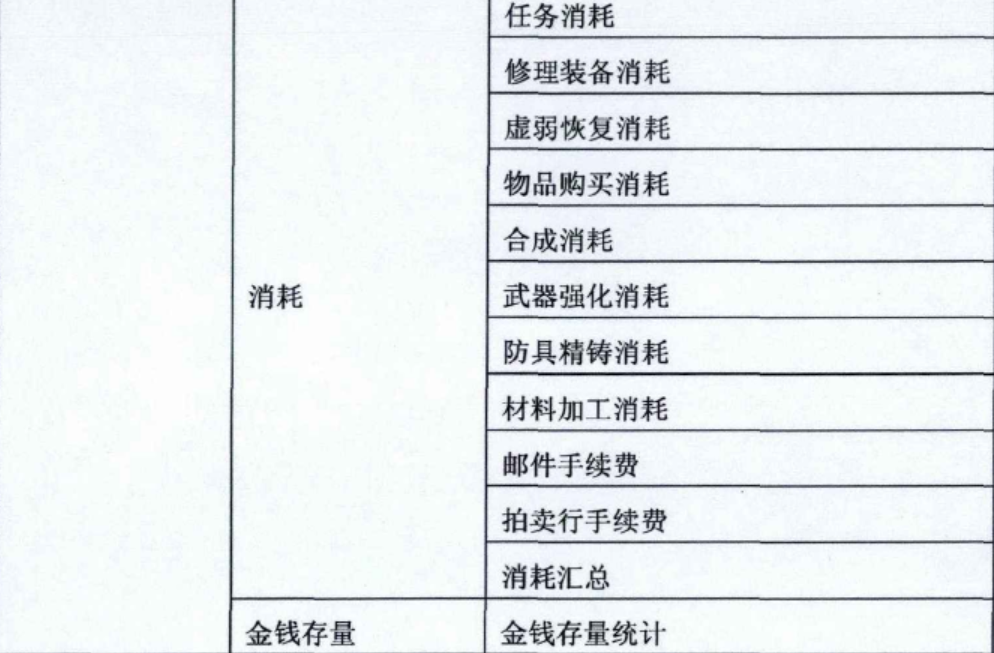 任务消耗
修理装备消耗
虚弱恢复消耗
物品购买消耗
合成消耗
消耗
武器强化消耗
防具精铸消耗
材料加工消耗
邮件手续费
拍卖行手续费
消耗汇总
金钱存量
金钱存量统计